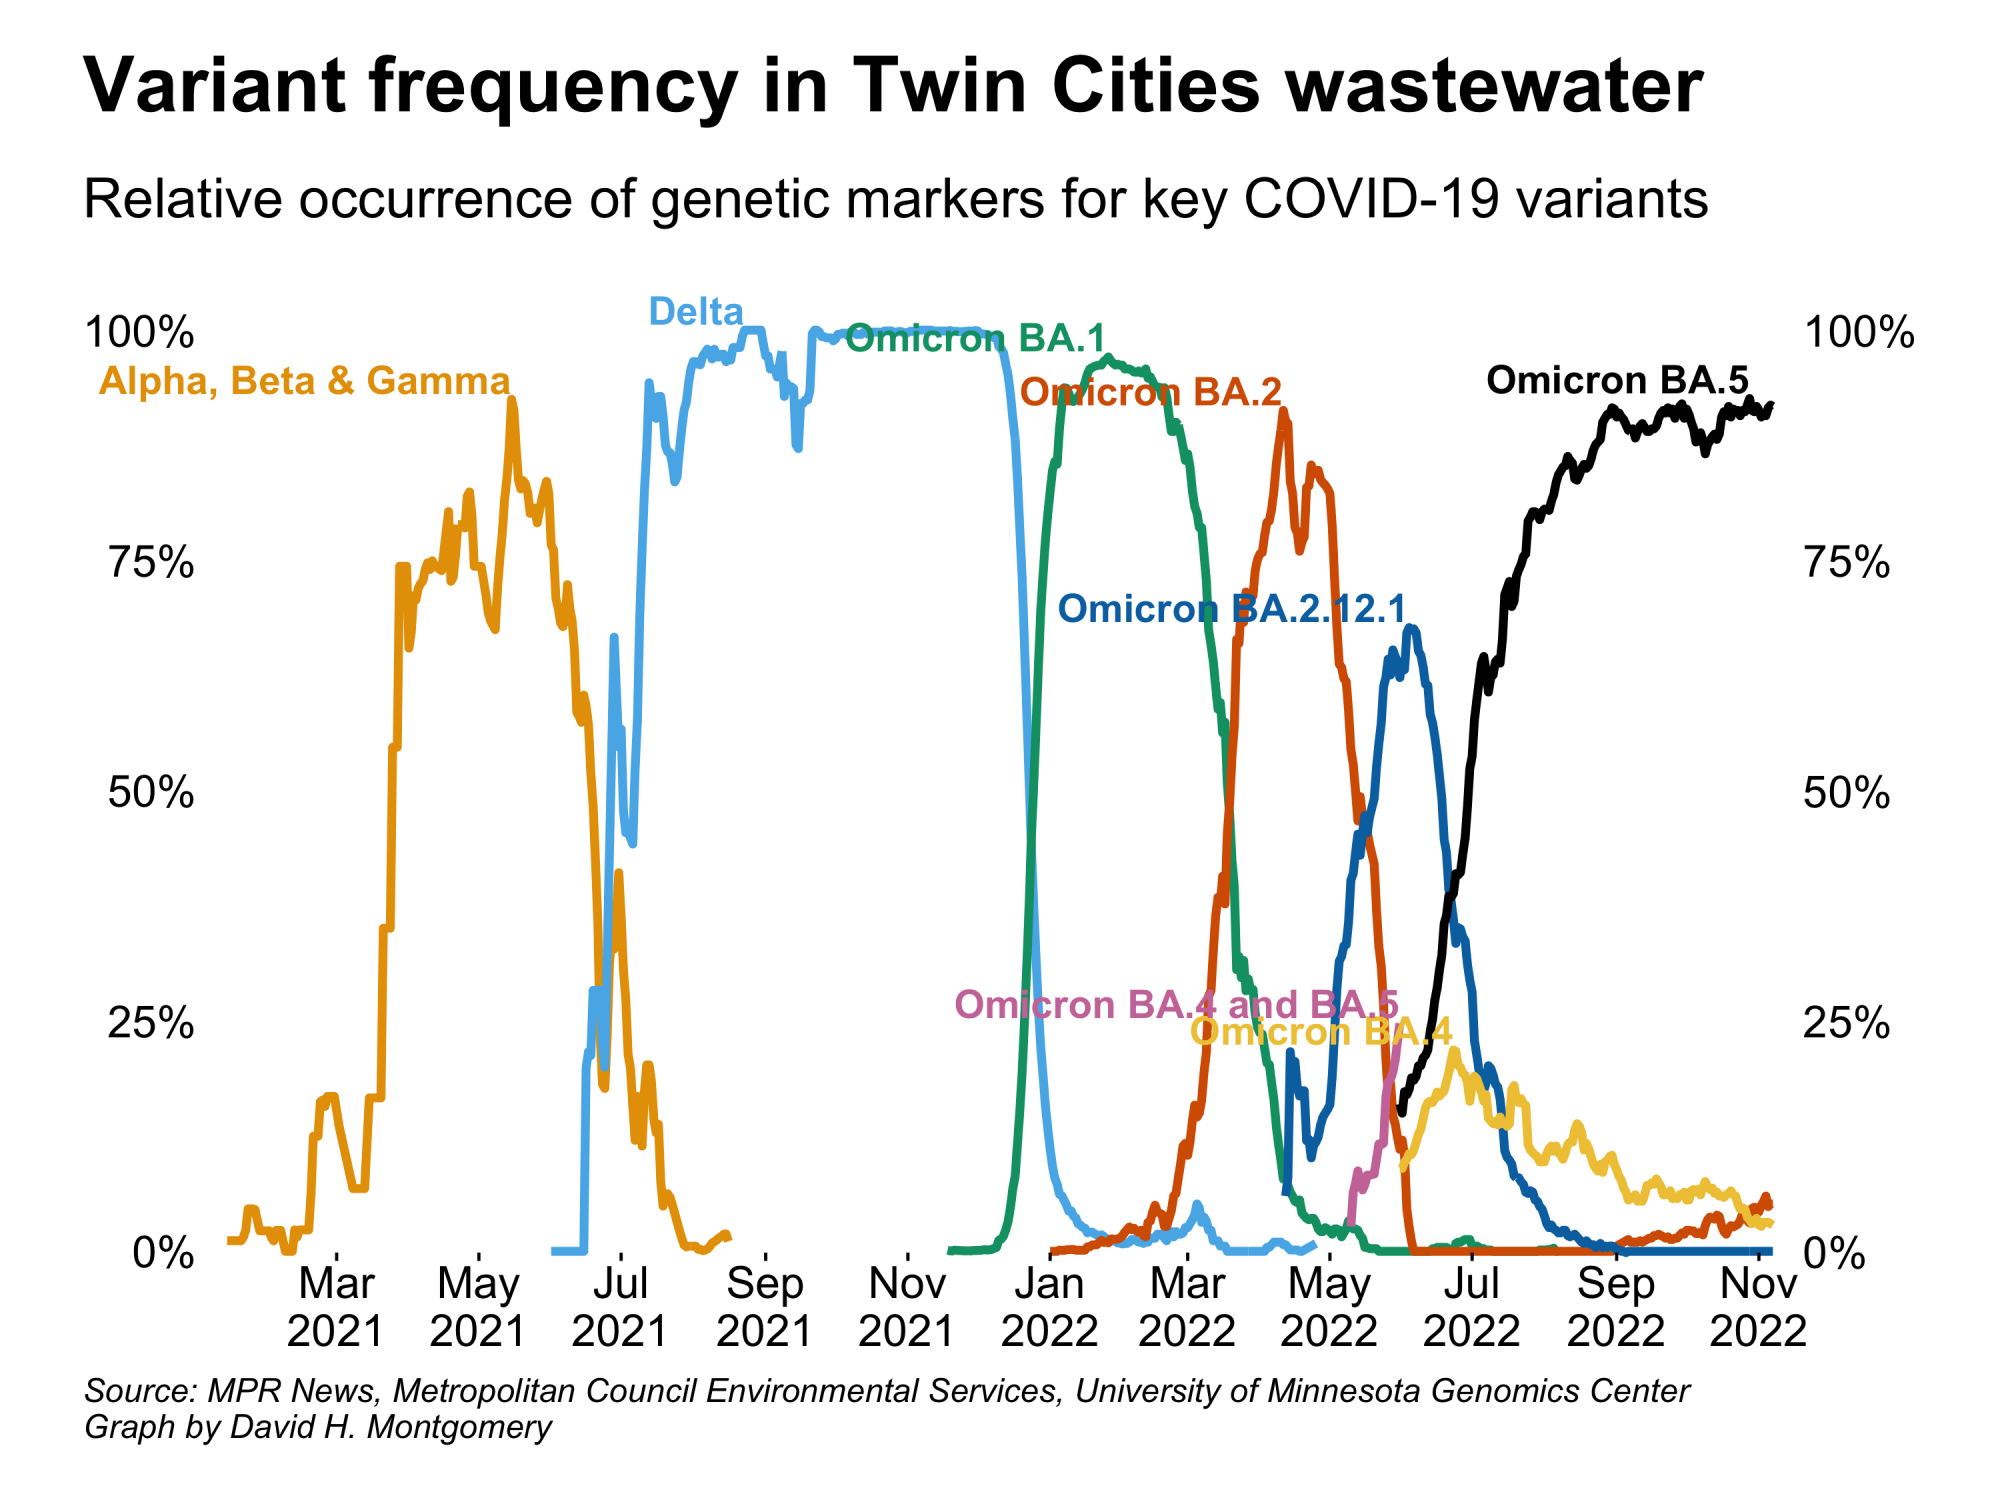 Variant frequency in Twin Cities wastewater
Relative occurrence of genetic markers for key COVID-19 variants
Delta
100%
Omicron BA.1
100%
Alpha, Beta & Gamma
Omicron BA.2
Omicron BA.5
75%
75%
Omicron BA.2.12.1
50%
50%
Omicron BA.4 and BA.5
25%
Omicron BA.4
25%
0%
0%
Mar May Jul Sep Nov Jan Mar May Jul Sep Nov
2021 2021 2021 2021 2021 2022 2022 2022 2022 2022 2022
Source: MPR News, Metropolitan Council Environmental Services, University of Minnesota Genomics Center
Graph by David H. Montgomery